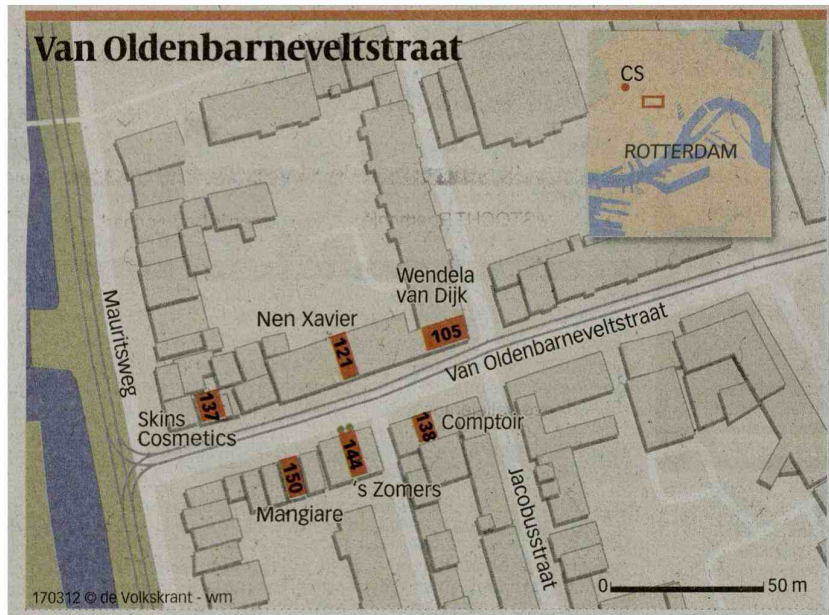 Van Oldenbarneveltstraat
CS
ROTTERDAM
Wendela
van Dijk
Nen Xavier
105
121
Mauritsweg
Van Oldenbarneveltstraat
137
Skins
Cosmetics
138
Comptoir
144
150
's Zomers
Mangiare
Jacobusstraat
0
50 m
170312 © de Volkskrant - wm